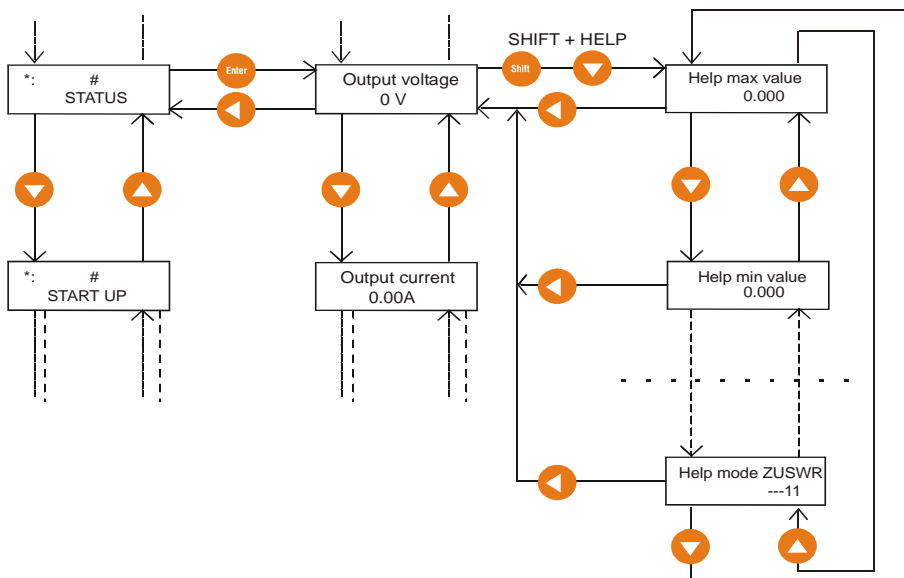 SHIFT + HELP
*: #
STATUS
Enter
Output voltage
0 V
Shift
Help max value
0.000
*: #
START UP
Output current
0.00A
Help min value
0.000
Help mode ZUSWR
---11